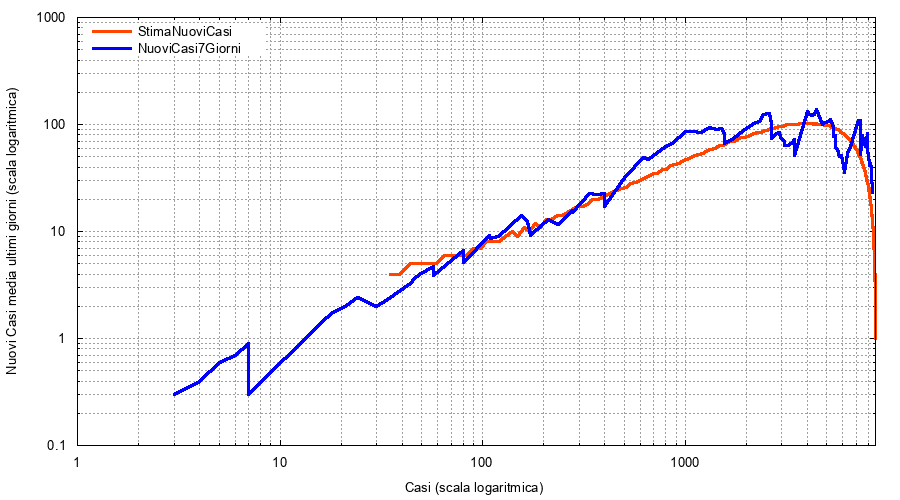 1000
StimaNuoviCasi
NuoviCasi7Giorni
100
10
1
0.1
Nuovi Casi media ultimi giorni (scala logaritmica)
1 10 100 1000
Casi (scala logaritmica)